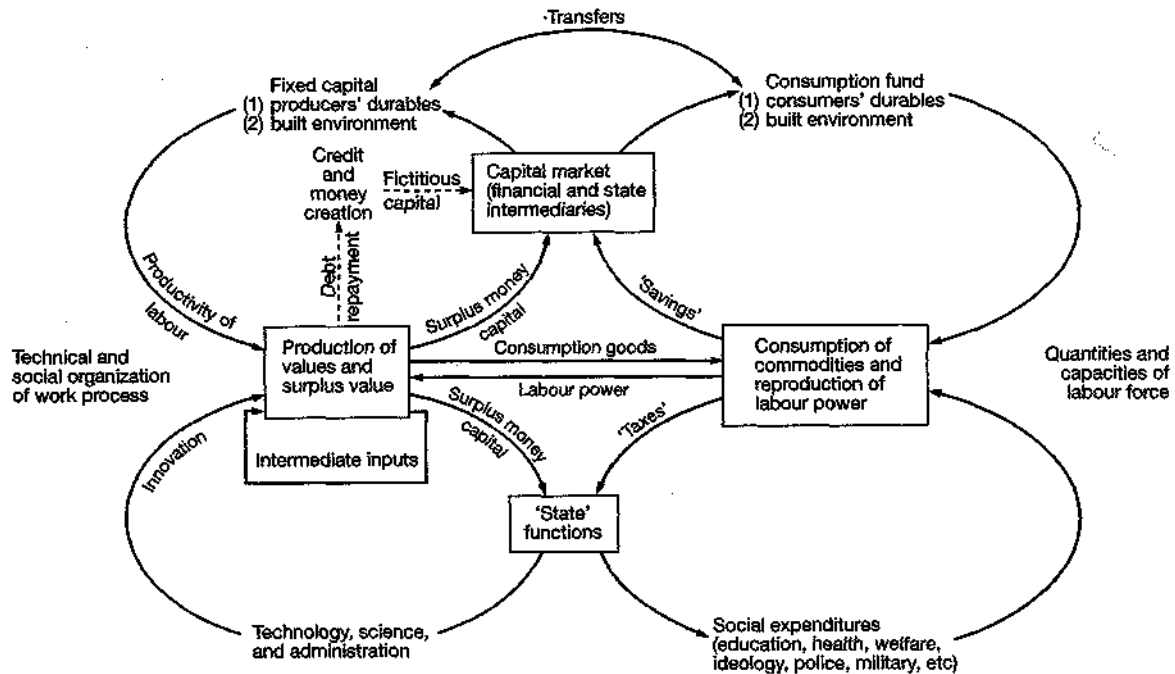 Transfers
Fixed capital
(1) producers' durables
(2) built environment
Consumption fund
(1) consumers' durables
(2) built environment
Credit
and
money
creation
Fictitious
capital
Capital market
(financial and state
intermediaries)
Debt
repayment
Productivity of
labour
Surplus money
capital
'Savings'
Technical and
social organization
of work process
Production of
values and
surplus value
Consumption goods
Labour power
Consumption of
commodities and
reproduction of
labour power
Quantities and
capacities of
labour force
Innovation
Intermediate inputs
Surplus money
capital
'Taxes'
'State'
functions
Technology, science,
and administration
Social expenditures
(education, health, welfare,
ideology, police, military, etc)